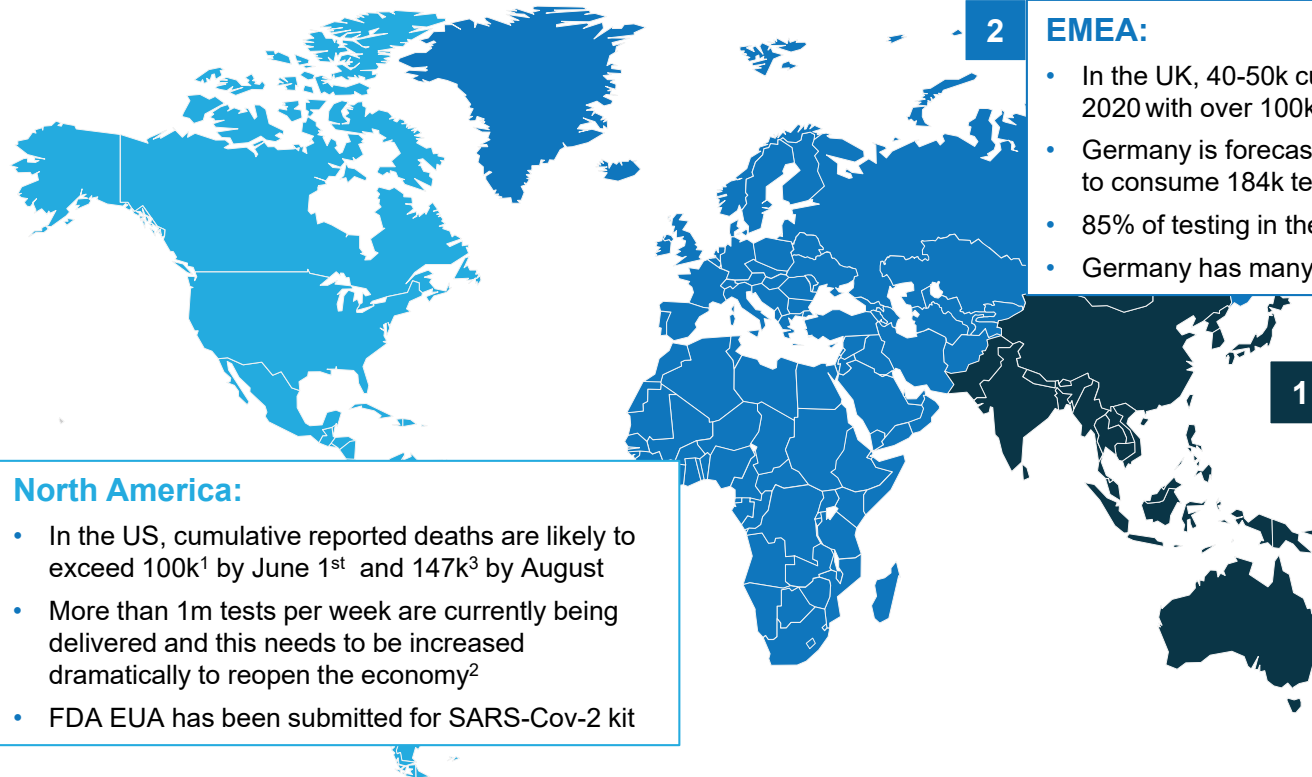 2
EMEA:
• In the UK, 40-50k
2020 with over 100k
• Germany is
to consume 184k
• 85% of testing in the
• Germany has many
1
North America:
• In the US, cumulative reported deaths are likely to
exceed 100k¹ by June 1ˢᵗ and 147k³ by August
• More than 1m tests per week are currently being
delivered and this needs to be increased
dramatically to reopen the economy²
• FDA EUA has been submitted for SARS-Cov-2 kit